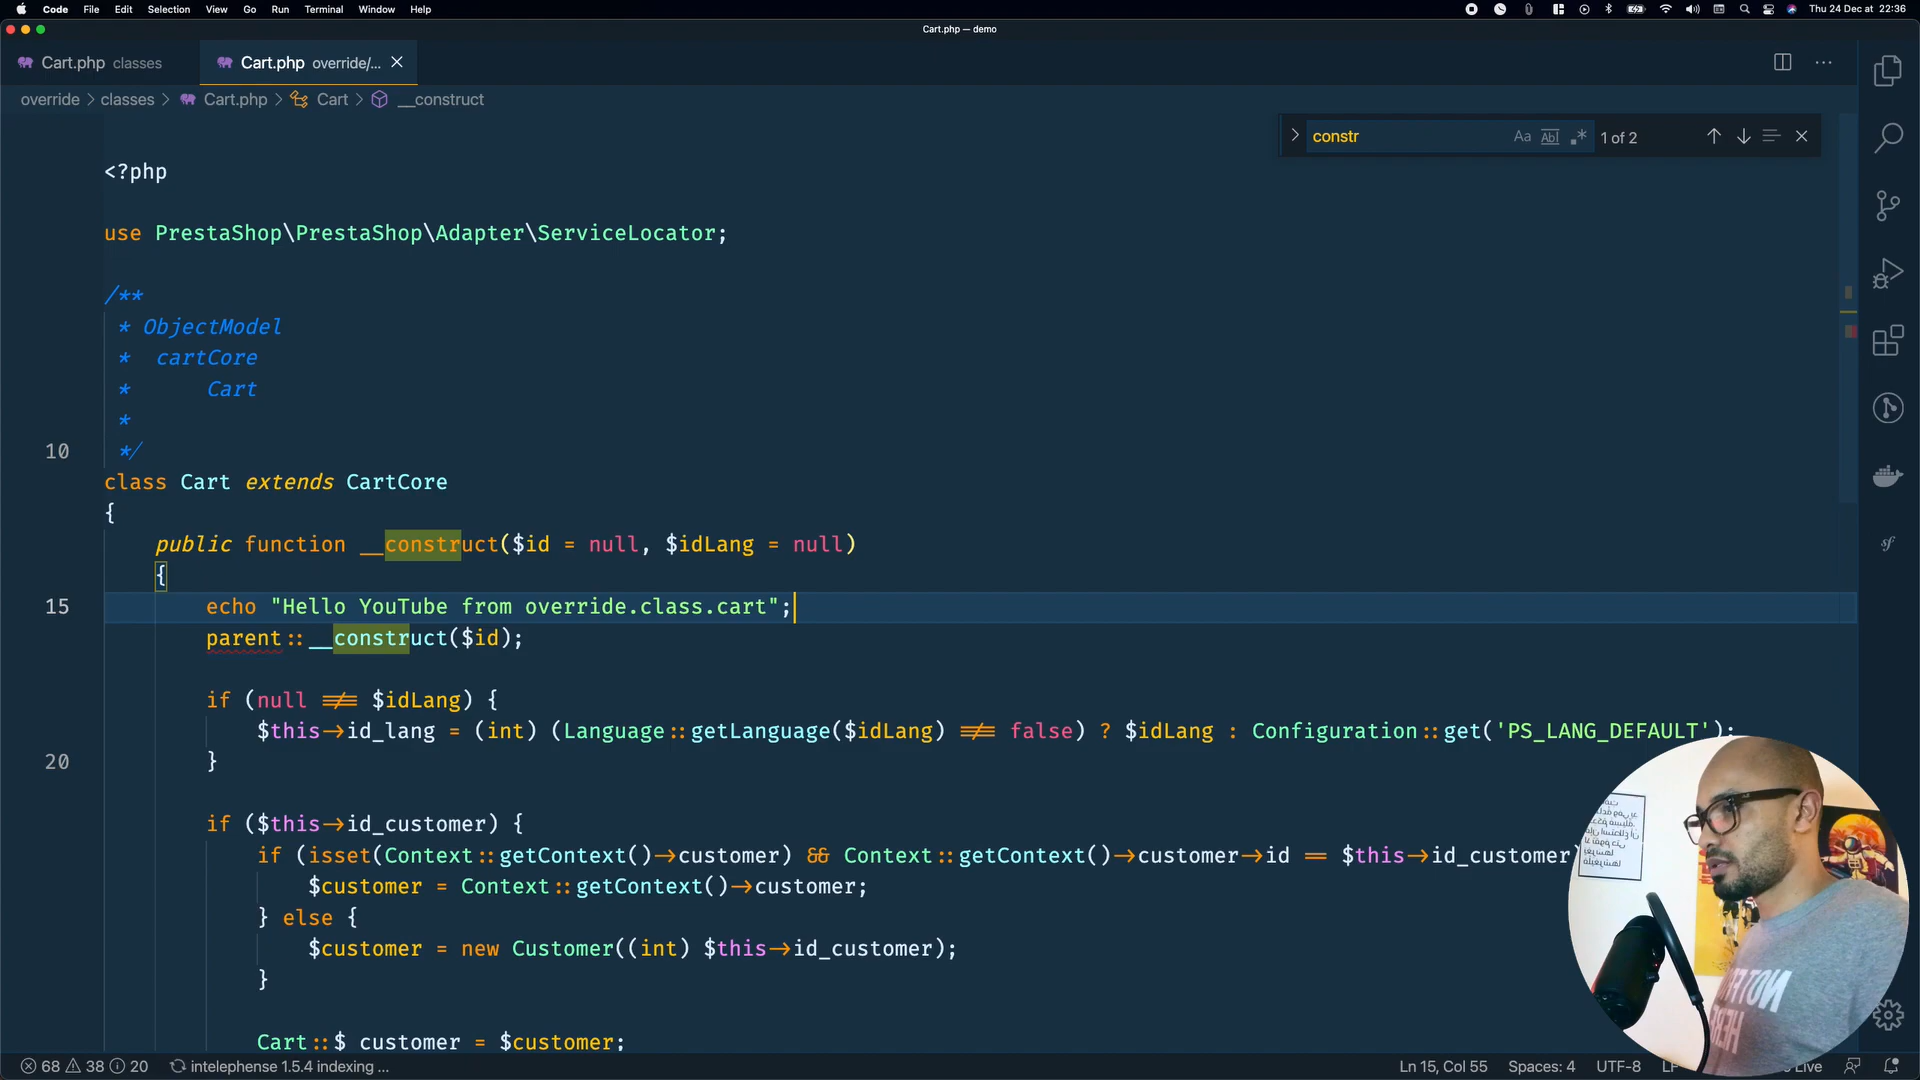 Code File Edit Selection View Go Run Terminal Window Help
Thu 24 Dec at 22:36
Cart.php — demo
Cart.php classes
Cart.php override/...
override > classes > Cart.php > Cart > __construct
constr
Aa Abl .*
1 of 2
<?php
use PrestaShop\PrestaShop\Adapter\ServiceLocator;
/**
* ObjectModel
* cartCore
* Cart
*
10
*/
class Cart extends CartCore
{
public function __construct($id = null, $idLang = null)
{
15
echo "Hello YouTube from override.class.cart";
parent::__construct($id);
if (null !== $idLang) {
$this->id_lang = (int) (Language::getLanguage($idLang) !== false) ? $idLang : Configuration::get('PS_LANG_DEFAULT');
20
}
if ($this->id_customer) {
if (isset(Context::getContext()->customer) && Context::getContext()->customer->id == $this->id_customer)
$customer = Context::getContext()->customer;
} else {
$customer = new Customer((int) $this->id_customer);
}
Cart::$_customer = $customer;
68 38 20 intelephense 1.5.4 indexing ...
Ln 15, Col 55 Spaces: 4 UTF-8 Live